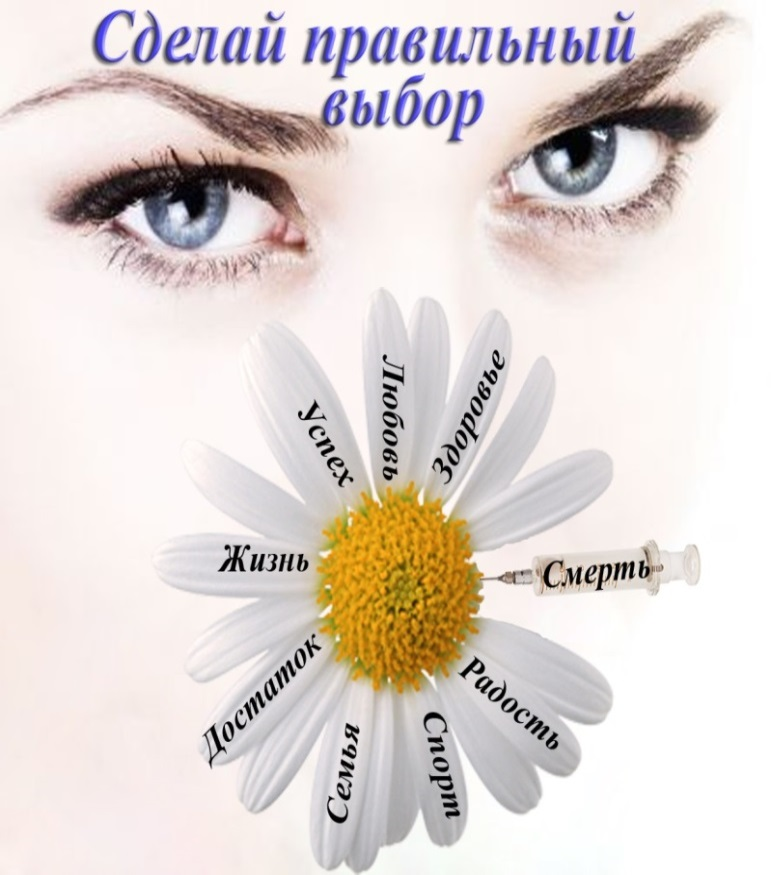 Сделай правильный
выбор
Успех
Любовь
Здоровье
Жизнь
Смерть
Достаток
Семья
Спорт
Радость